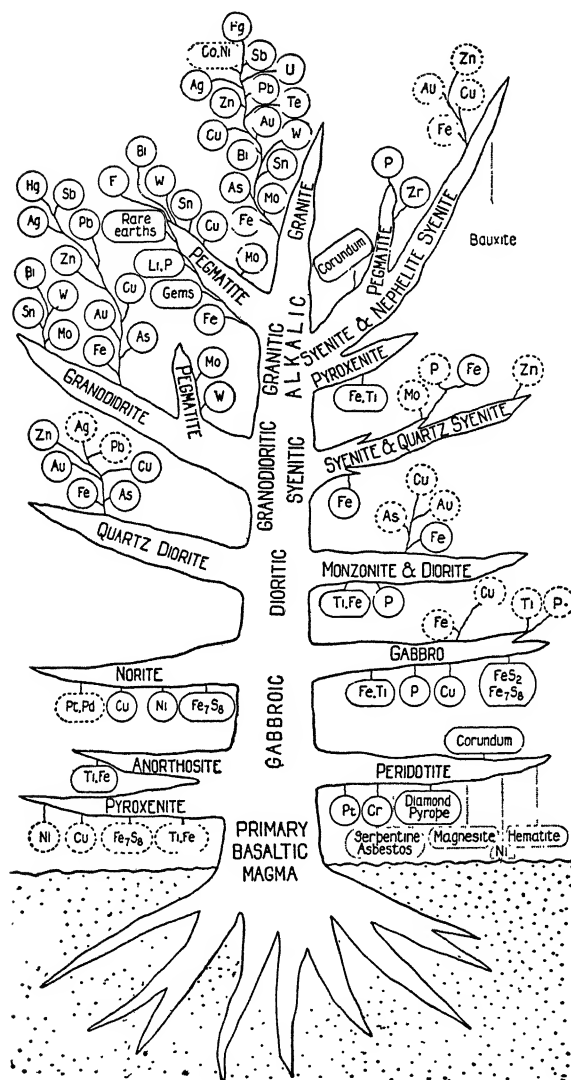 Hg
Co,Ni
Sb
U
Ag
Pb
Zn
Te
Au
Cu
W
Bi
Sn
As
Mo
Fe
GRANITE
Zn
Au
Cu
Fe
Bauxite
P
Zr
Corundum
PEGMATITE
SYENITE & NEPHELITE SYENITE
Bi
W
F
Sn
Rare
earths
Cu
Mo
Li,P
PEGMATITE
Gems
Fe
Hg
Sb
Ag
Pb
Zn
Bi
Cu
W
Au
Sn
Mo
As
Fe
GRANODIORITE
Mo
W
PEGMATITE
GRANITIC
ALKALIC
PYROXENITE
Fe,Ti
P
Fe
Zn
Mo
SYENITE & QUARTZ SYENITE
Fe
GRANODIORITIC
SYENITIC
Ag
Zn
Pb
Au
Cu
Fe
As
QUARTZ DIORITE
Cu
As
Au
Fe
DIORITIC
MONZONITE & DIORITE
Ti,Fe
P
Cu
Fe
Ti
P
GABBRO
Fe,Ti
P
Cu
FeS2
Fe7S8
NORITE
Pt,Pd
Cu
Ni
Fe7S8
GABBROIC
Corundum
ANORTHOSITE
Ti,Fe
PERIDOTITE
Pt
Cr
Diamond
Pyrope
Serpentine
Asbestos
Magnesite
Ni
Hematite
PYROXENITE
Ni
Cu
Fe7S8
Ti,Fe
PRIMARY
BASALTIC
MAGMA